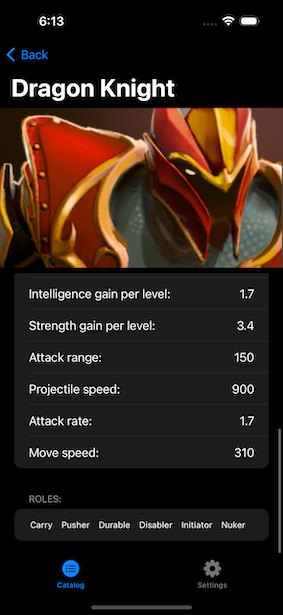 6:13
Back
Dragon Knight
Intelligence gain per level: 1.7
Strength gain per level: 3.4
Attack range: 150
Projectile speed: 900
Attack rate: 1.7
Move speed: 310
ROLES:
Carry Pusher Durable Disabler Initiator Nuker
Catalog Settings